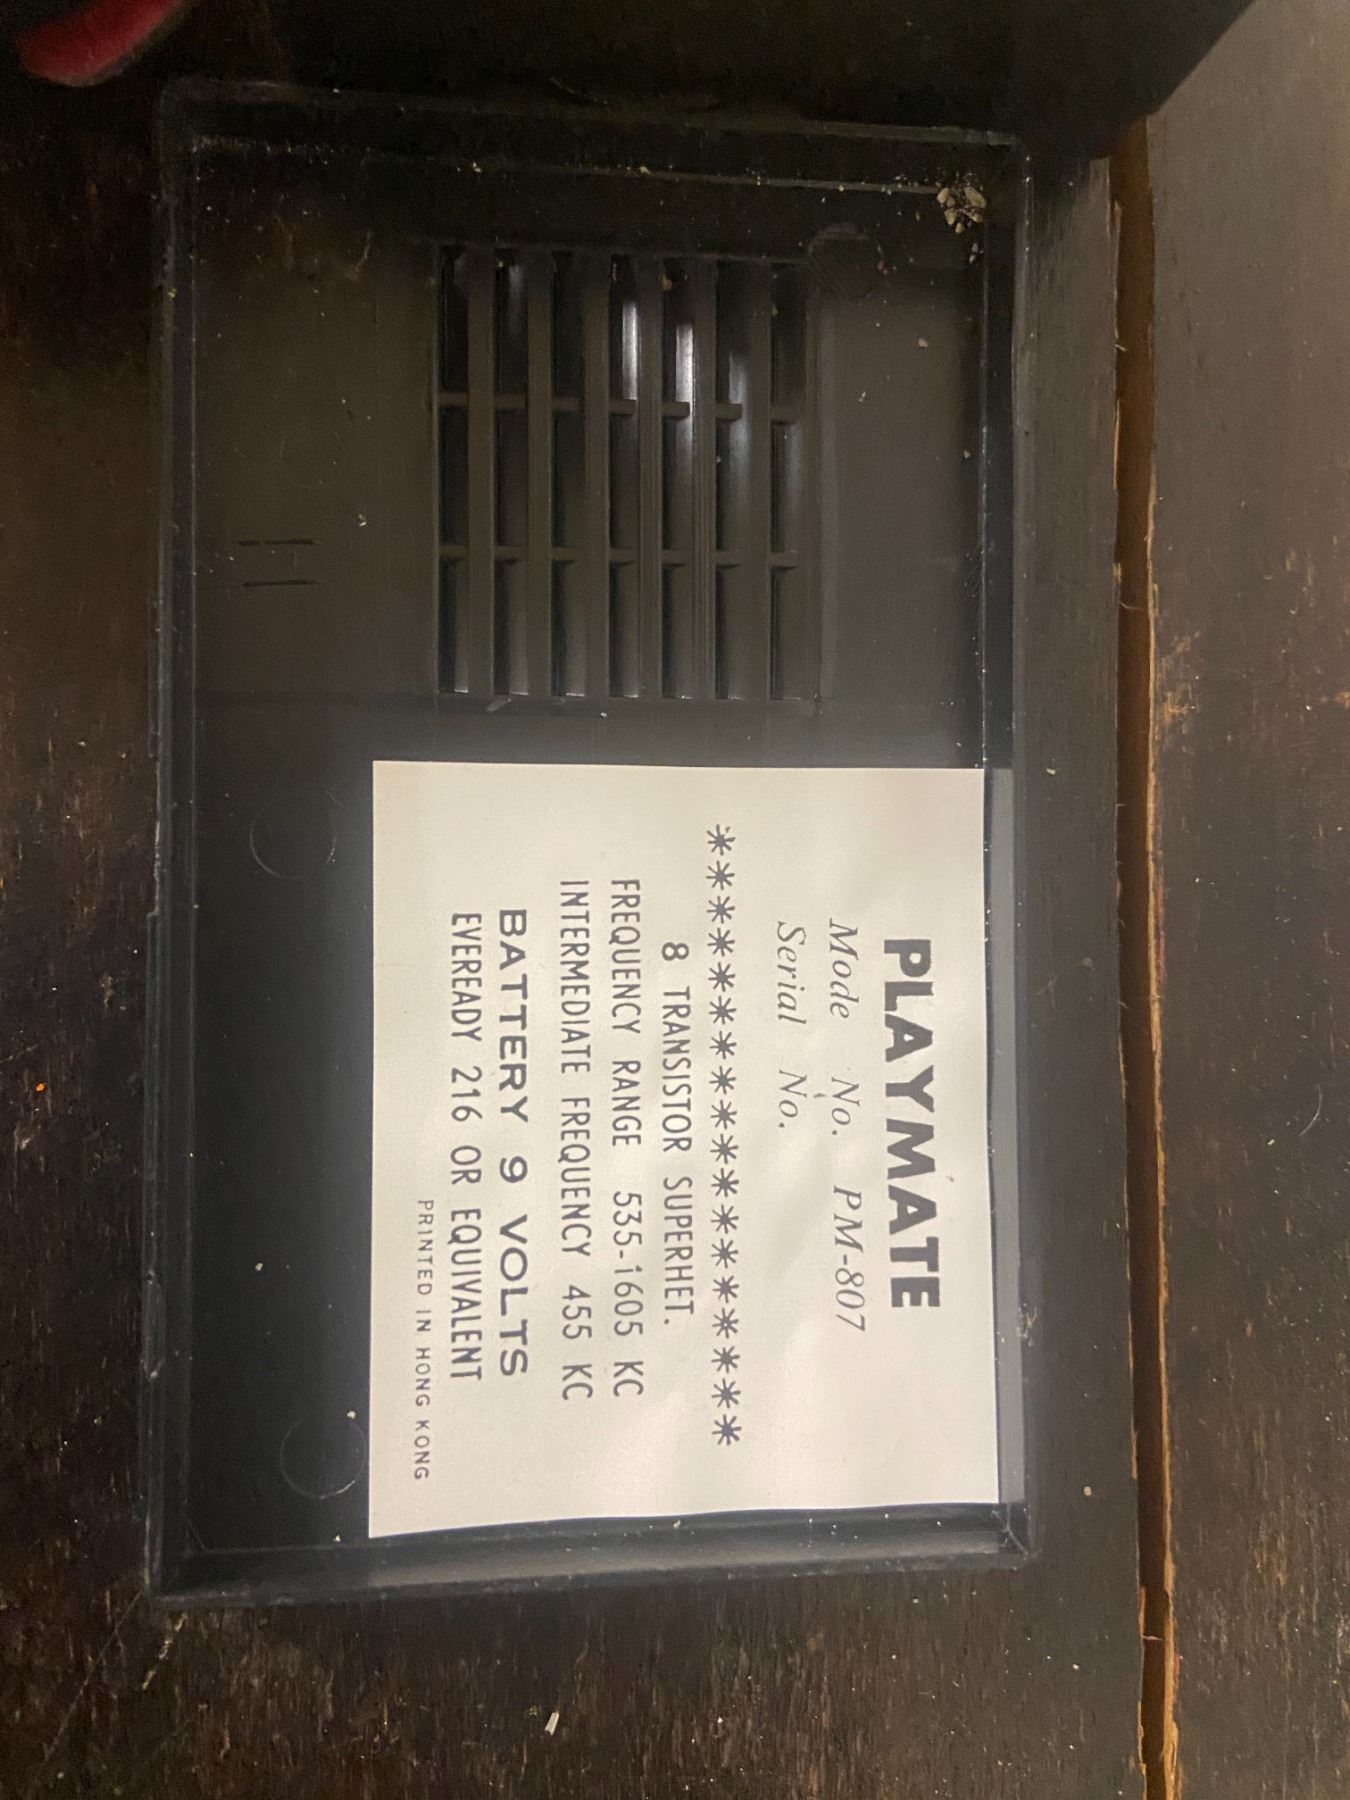 PLAYMATE
Mode No. PM-807
Serial No.
******************
8 TRANSISTOR SUPERHET.
FREQUENCY RANGE 535-1605 KC
INTERMEDIATE FREQUENCY 455 KC
BATTERY 9 VOLTS
EVEREADY 216 OR EQUIVALENT
PRINTED IN HONG KONG